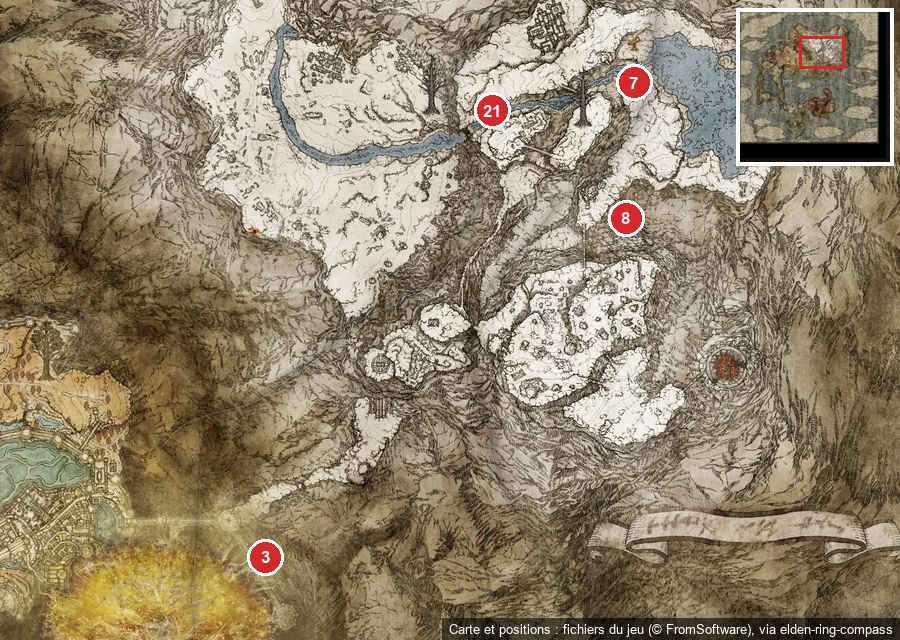 7
21
8
3
Carte et positions : fichiers du jeu (© FromSoftware), via elden-ring-compass